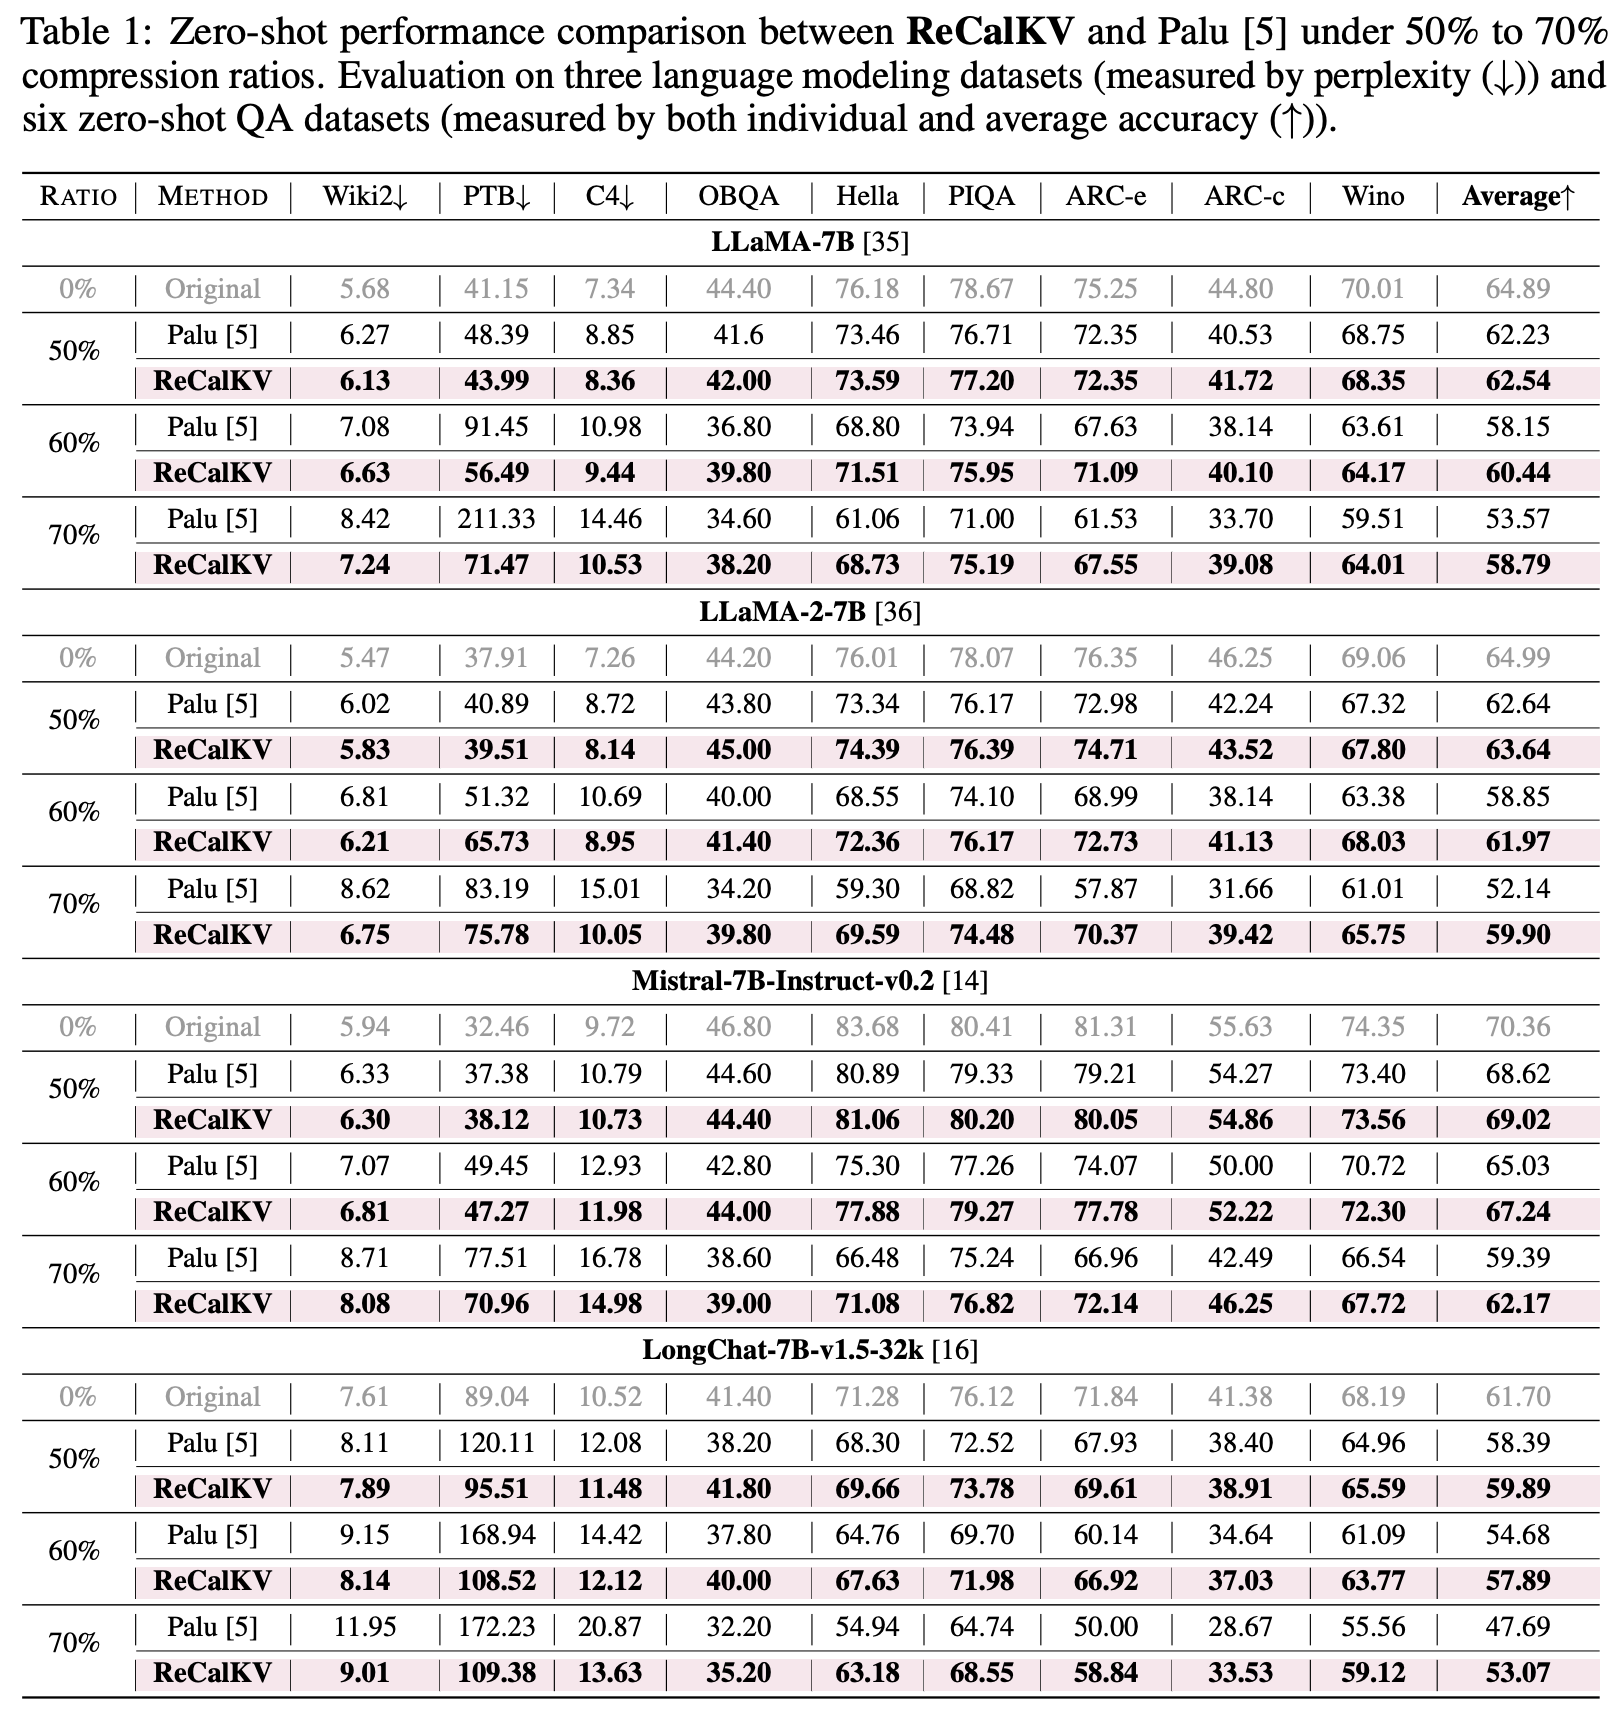 Table 1: Zero-shot performance comparison between ReCalKV and Palu [5] under 50% to 70%
compression ratios. Evaluation on three language modeling datasets (measured by perplexity (↓)) and
six zero-shot QA datasets (measured by both individual and average accuracy (↑)).
RATIO | METHOD | Wiki2↓ | PTB↓ | C4↓ | OBQA | Hella | PIQA | ARC-e | ARC-c | Wino | Average↑
LLaMA-7B [35]
0% | Original | 5.68 | 41.15 | 7.34 | 44.40 | 76.18 | 78.67 | 75.25 | 44.80 | 70.01 | 64.89
50% | Palu [5] | 6.27 | 48.39 | 8.85 | 41.6 | 73.46 | 76.71 | 72.35 | 40.53 | 68.75 | 62.23
ReCalKV | 6.13 | 43.99 | 8.36 | 42.00 | 73.59 | 77.20 | 72.35 | 41.72 | 68.35 | 62.54
60% | Palu [5] | 7.08 | 91.45 | 10.98 | 36.80 | 68.80 | 73.94 | 67.63 | 38.14 | 63.61 | 58.15
ReCalKV | 6.63 | 56.49 | 9.44 | 39.80 | 71.51 | 75.95 | 71.09 | 40.10 | 64.17 | 60.44
70% | Palu [5] | 8.42 | 211.33 | 14.46 | 34.60 | 61.06 | 71.00 | 61.53 | 33.70 | 59.51 | 53.57
ReCalKV | 7.24 | 71.47 | 10.53 | 38.20 | 68.73 | 75.19 | 67.55 | 39.08 | 64.01 | 58.79
LLaMA-2-7B [36]
0% | Original | 5.47 | 37.91 | 7.26 | 44.20 | 76.01 | 78.07 | 76.35 | 46.25 | 69.06 | 64.99
50% | Palu [5] | 6.02 | 40.89 | 8.72 | 43.80 | 73.34 | 76.17 | 72.98 | 42.24 | 67.32 | 62.64
ReCalKV | 5.83 | 39.51 | 8.14 | 45.00 | 74.39 | 76.39 | 74.71 | 43.52 | 67.80 | 63.64
60% | Palu [5] | 6.81 | 51.32 | 10.69 | 40.00 | 68.55 | 74.10 | 68.99 | 38.14 | 63.38 | 58.85
ReCalKV | 6.21 | 65.73 | 8.95 | 41.40 | 72.36 | 76.17 | 72.73 | 41.13 | 68.03 | 61.97
70% | Palu [5] | 8.62 | 83.19 | 15.01 | 34.20 | 59.30 | 68.82 | 57.87 | 31.66 | 61.01 | 52.14
ReCalKV | 6.75 | 75.78 | 10.05 | 39.80 | 69.59 | 74.48 | 70.37 | 39.42 | 65.75 | 59.90
Mistral-7B-Instruct-v0.2 [14]
0% | Original | 5.94 | 32.46 | 9.72 | 46.80 | 83.68 | 80.41 | 81.31 | 55.63 | 74.35 | 70.36
50% | Palu [5] | 6.33 | 37.38 | 10.79 | 44.60 | 80.89 | 79.33 | 79.21 | 54.27 | 73.40 | 68.62
ReCalKV | 6.30 | 38.12 | 10.73 | 44.40 | 81.06 | 80.20 | 80.05 | 54.86 | 73.56 | 69.02
60% | Palu [5] | 7.07 | 49.45 | 12.93 | 42.80 | 75.30 | 77.26 | 74.07 | 50.00 | 70.72 | 65.03
ReCalKV | 6.81 | 47.27 | 11.98 | 44.00 | 77.88 | 79.27 | 77.78 | 52.22 | 72.30 | 67.24
70% | Palu [5] | 8.71 | 77.51 | 16.78 | 38.60 | 66.48 | 75.24 | 66.96 | 42.49 | 66.54 | 59.39
ReCalKV | 8.08 | 70.96 | 14.98 | 39.00 | 71.08 | 76.82 | 72.14 | 46.25 | 67.72 | 62.17
LongChat-7B-v1.5-32k [16]
0% | Original | 7.61 | 89.04 | 10.52 | 41.40 | 71.28 | 76.12 | 71.84 | 41.38 | 68.19 | 61.70
50% | Palu [5] | 8.11 | 120.11 | 12.08 | 38.20 | 68.30 | 72.52 | 67.93 | 38.40 | 64.96 | 58.39
ReCalKV | 7.89 | 95.51 | 11.48 | 41.80 | 69.66 | 73.78 | 69.61 | 38.91 | 65.59 | 59.89
60% | Palu [5] | 9.15 | 168.94 | 14.42 | 37.80 | 64.76 | 69.70 | 60.14 | 34.64 | 61.09 | 54.68
ReCalKV | 8.14 | 108.52 | 12.12 | 40.00 | 67.63 | 71.98 | 66.92 | 37.03 | 63.77 | 57.89
70% | Palu [5] | 11.95 | 172.23 | 20.87 | 32.20 | 54.94 | 64.74 | 50.00 | 28.67 | 55.56 | 47.69
ReCalKV | 9.01 | 109.38 | 13.63 | 35.20 | 63.18 | 68.55 | 58.84 | 33.53 | 59.12 | 53.07